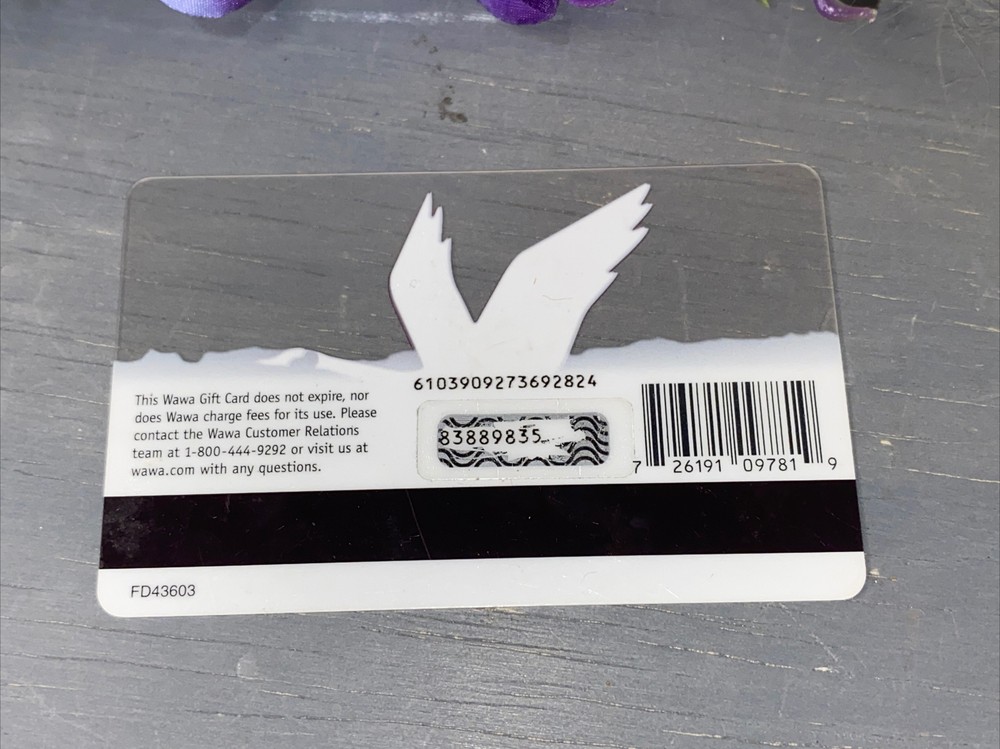 6103909273692824
This Wawa Gift Card does not expire, nor
does Wawa charge fees for its use. Please
contact the Wawa Customer Relations
team at 1-800-444-9292 or visit us at
wawa.com with any questions.
83889835
7 26191 09781 9
FD43603